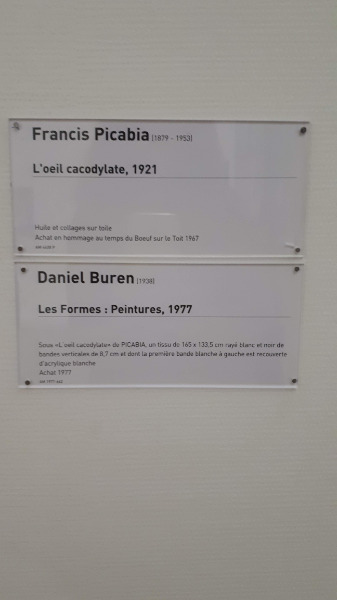 Francis Picabia (1879 - 1953)
L'oeil cacodylate, 1921
Huile et collages sur toile
Achat en hommage au temps du Boeuf sur le Toit 1967
Daniel Buren (1938)
Les Formes : Peintures, 1977
Sous «L'oeil cacodylate» de PICABIA, un tissu de 165 x 133,5 cm rayé blanc et noir de
bandes verticales de 8,7 cm et dont la première bande blanche à gauche est recouverte
d'acrylique blanche
Achat 1977